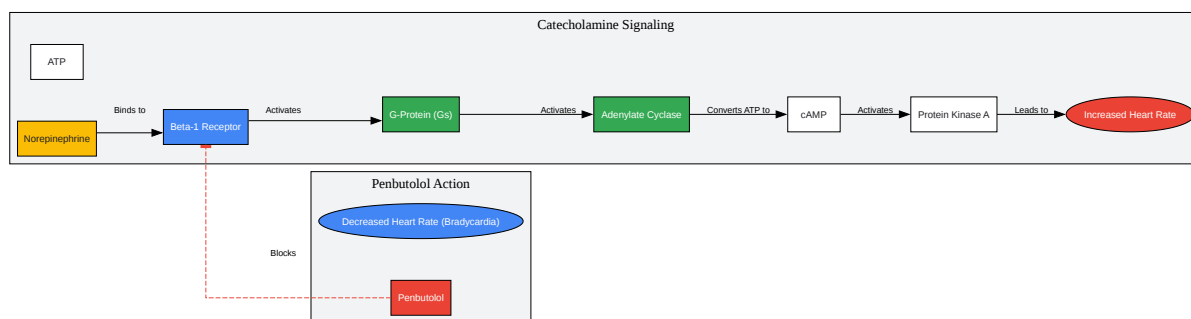 Catecholamine Signaling
ATP
Norepinephrine
Binds to
Beta-1 Receptor
Activates
G-Protein (Gs)
Activates
Adenylate Cyclase
Converts ATP to
cAMP
Activates
Protein Kinase A
Leads to
Increased Heart Rate
Penbutolol Action
Decreased Heart Rate (Bradycardia)
Blocks
Penbutolol